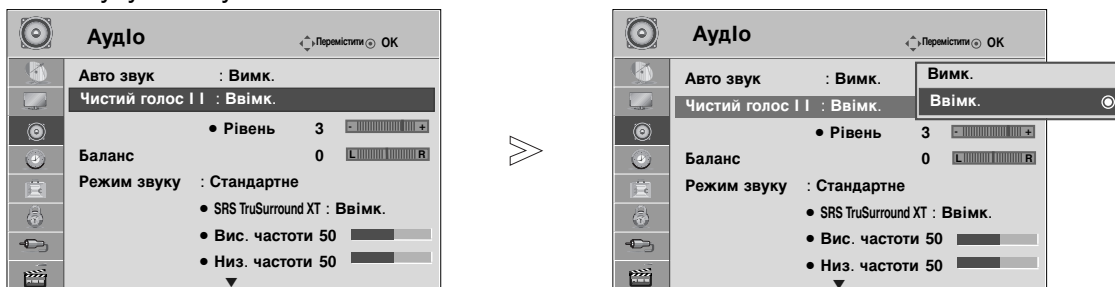 АудІо Перемістити OK
Авто звук : Вимк.
Чистий голос I I : Ввімк.
• Рівень 3 - +
Баланс 0 L R
Режим звуку : Стандартне
• SRS TruSurround XT : Ввімк.
• Вис. частоти 50
• Низ. частоти 50
АудІо Перемістити OK
Авто звук : Вимк.
Чистий голос I I : Ввімк.
• Рівень 3 - +
Баланс 0 L R
Режим звуку : Стандартне
• SRS TruSurround XT : Ввімк.
• Вис. частоти 50
• Низ. частоти 50
Вимк.
Ввімк.